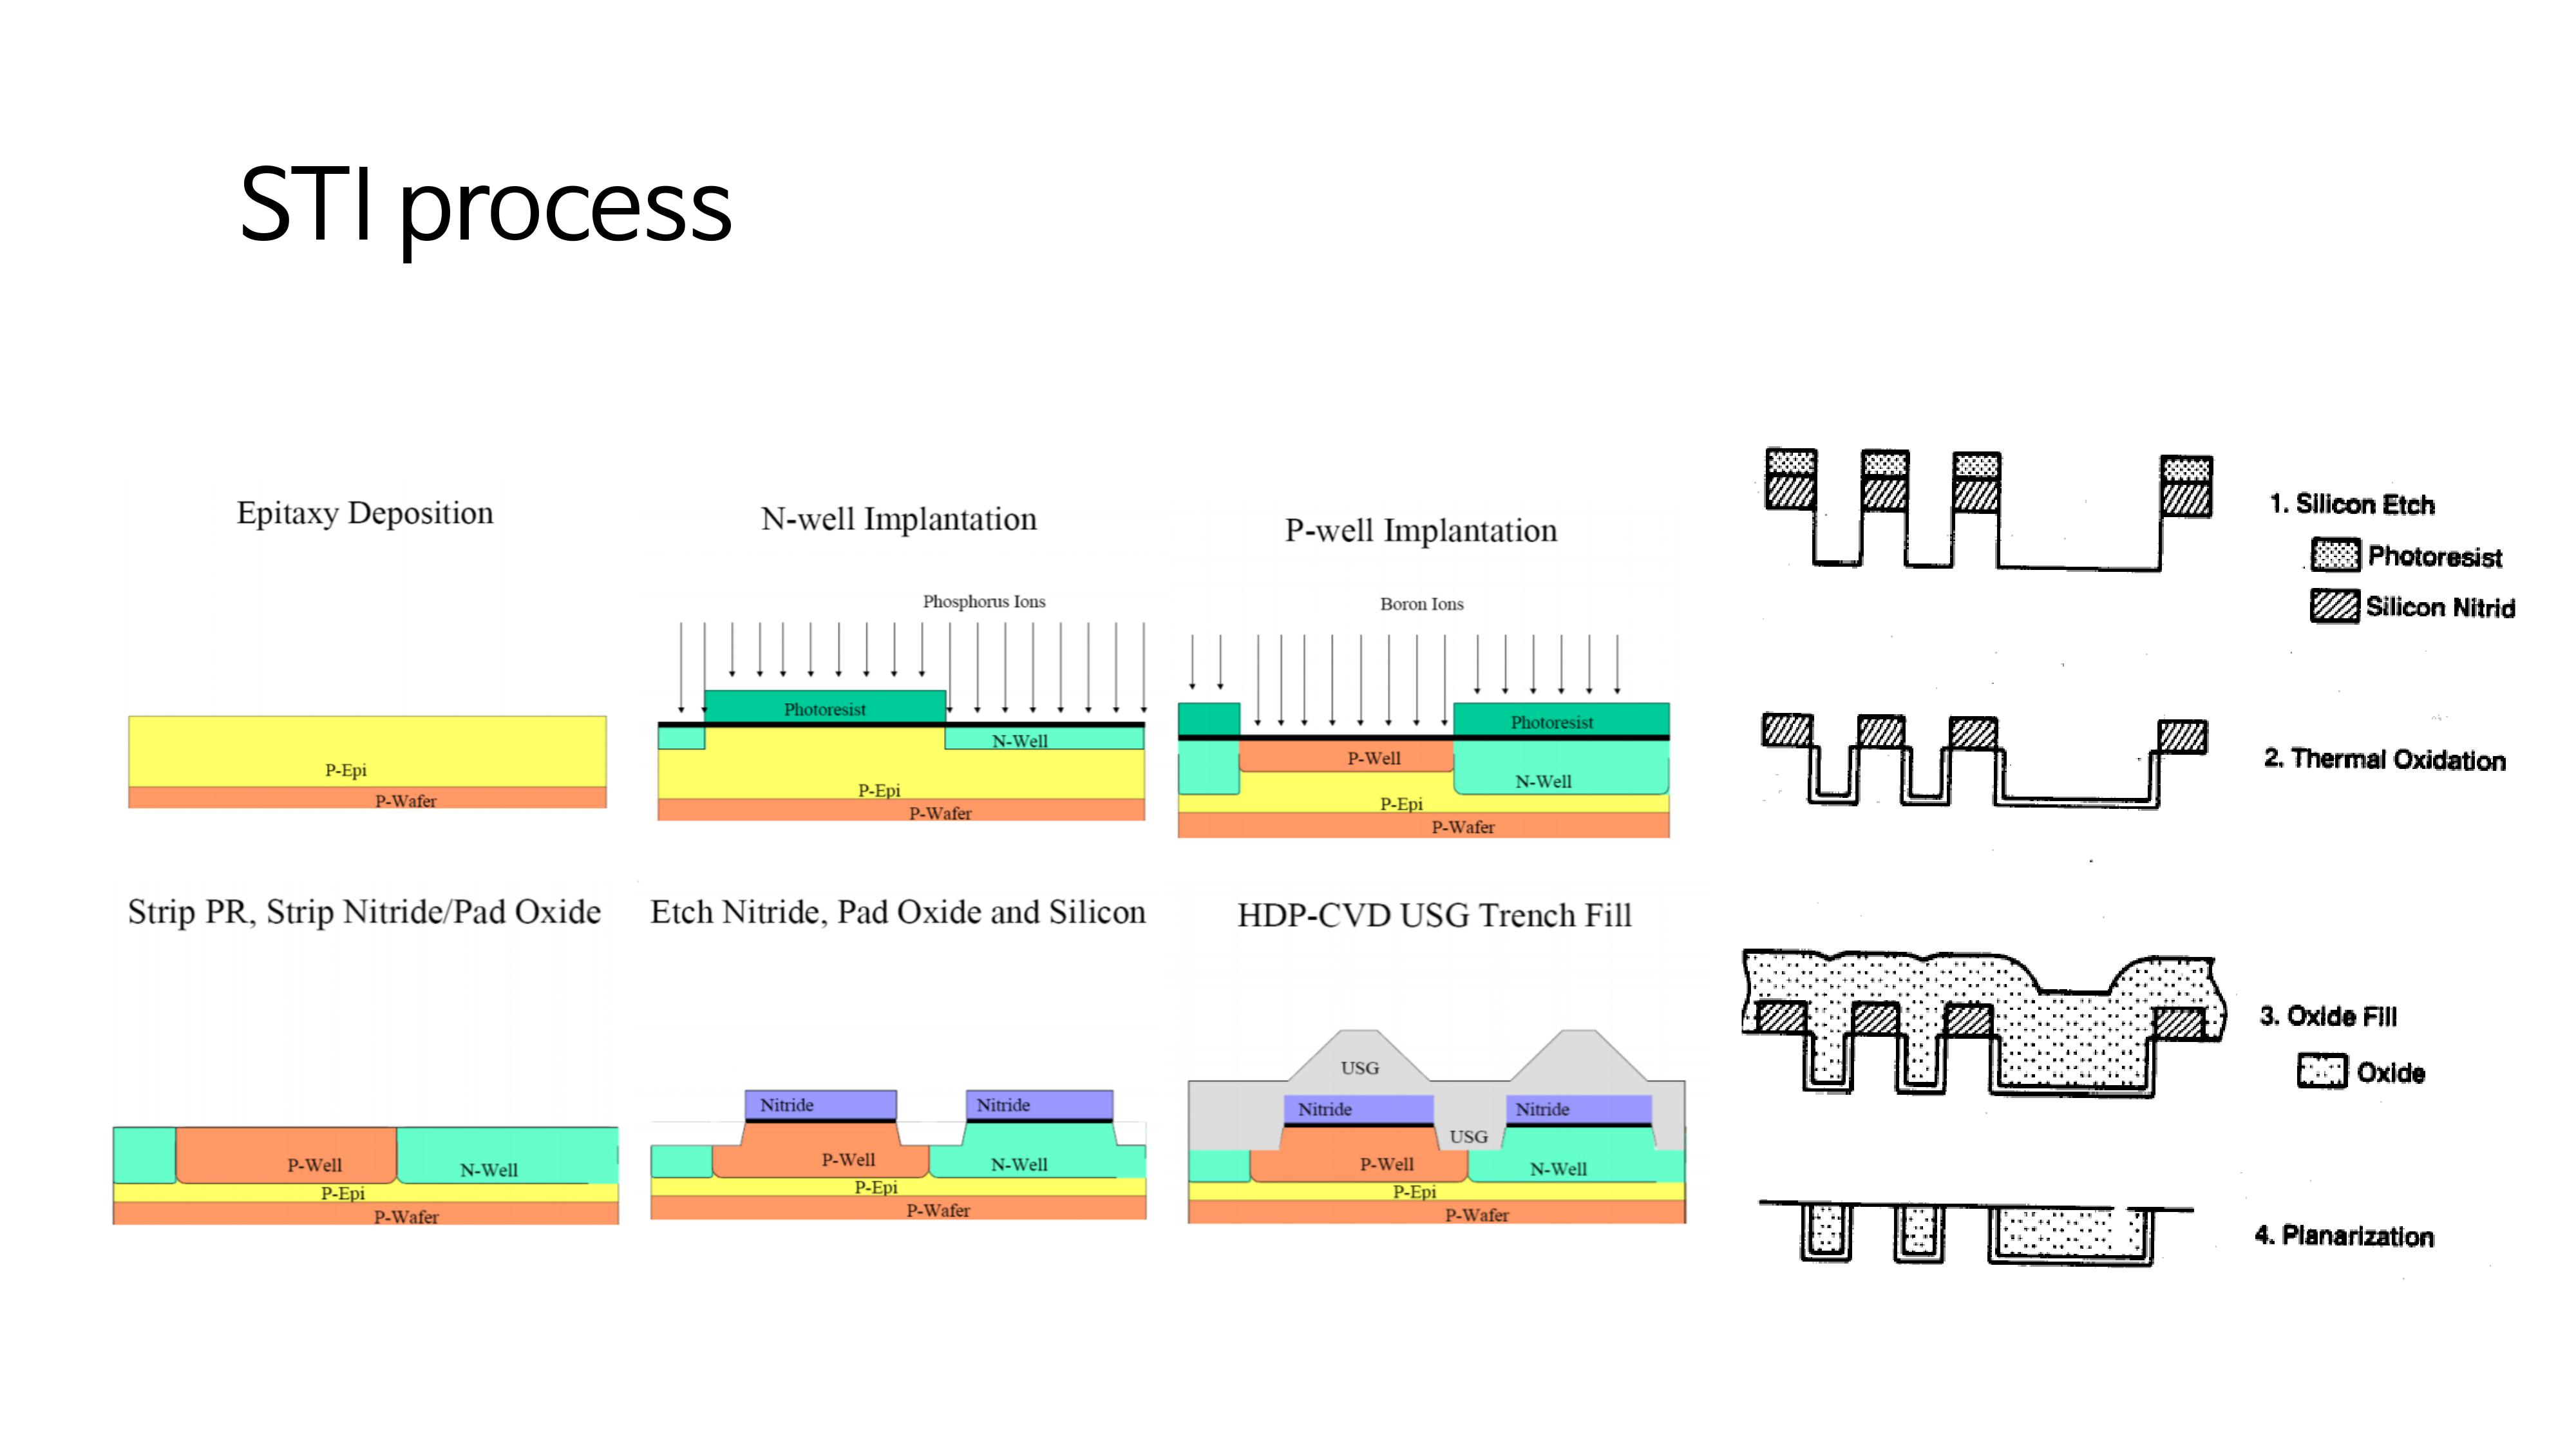 STI process
Epitaxy Deposition
P-Epi
P-Wafer
N-well Implantation
Phosphorus Ions
Photoresist
N-Well
P-Epi
P-Wafer
P-well Implantation
Boron Ions
Photoresist
P-Well
N-Well
P-Epi
P-Wafer
Strip PR, Strip Nitride/Pad Oxide
P-Well
N-Well
P-Epi
P-Wafer
Etch Nitride, Pad Oxide and Silicon
Nitride
Nitride
P-Well
N-Well
P-Epi
P-Wafer
HDP-CVD USG Trench Fill
USG
Nitride
Nitride
USG
P-Well
N-Well
P-Epi
P-Wafer
1. Silicon Etch
Photoresist
Silicon Nitrid
2. Thermal Oxidation
3. Oxide Fill
Oxide
4. Planarization